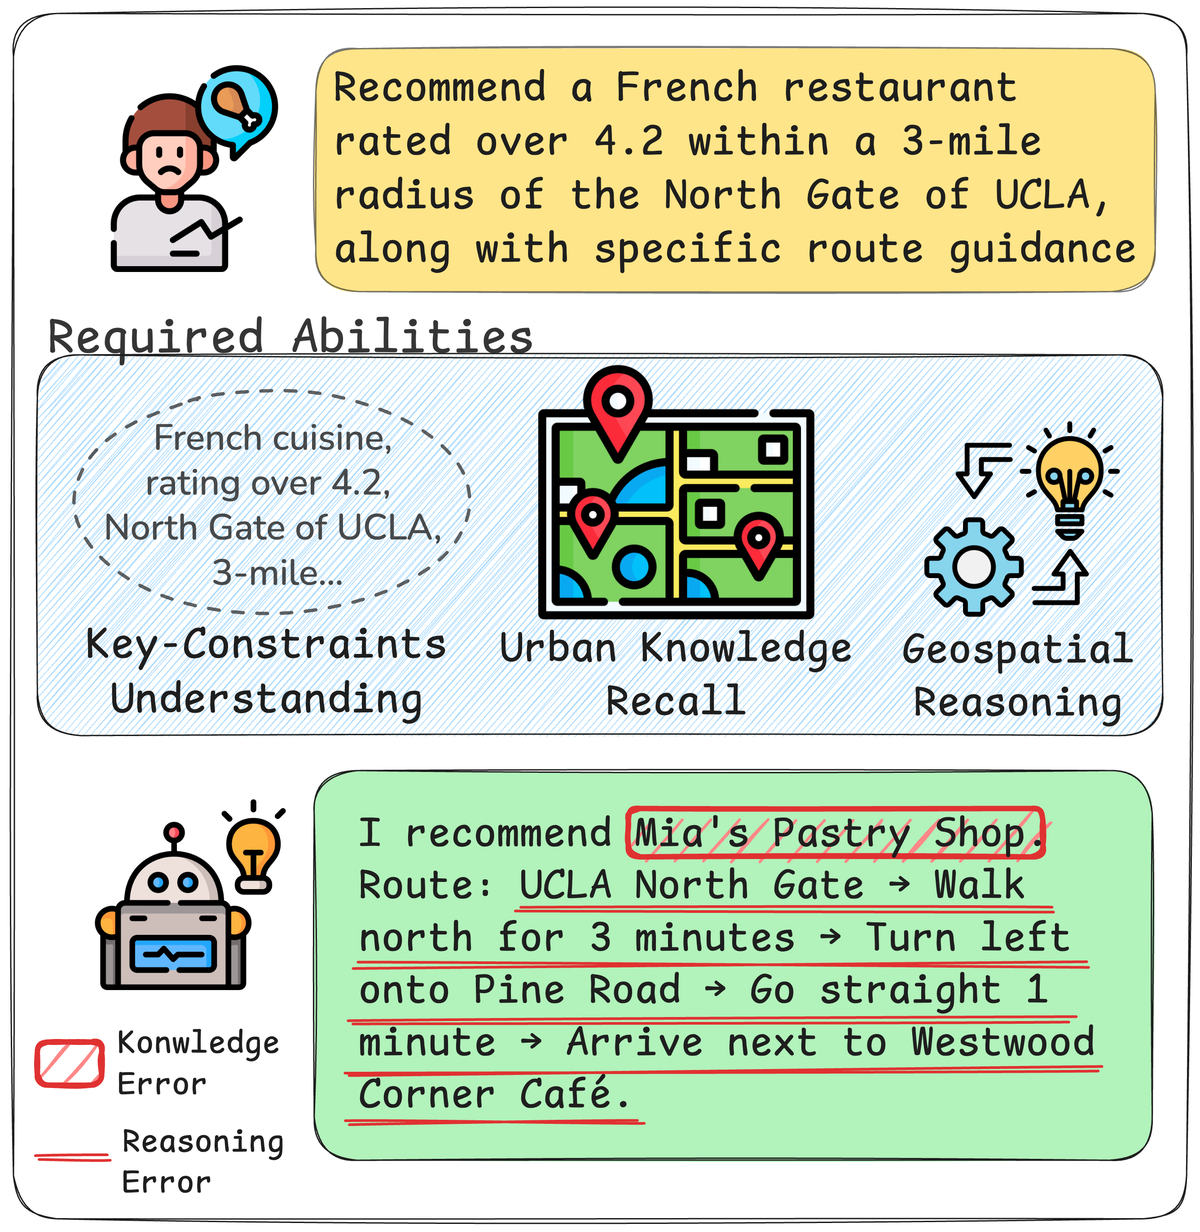 Recommend a French restaurant
rated over 4.2 within a 3-mile
radius of the North Gate of UCLA,
along with specific route guidance
Required Abilities
French cuisine,
rating over 4.2,
North Gate of UCLA,
3-mile...
Key-Constraints
Understanding
Urban Knowledge
Recall
Geospatial
Reasoning
I recommend Mia's Pastry Shop.
Route: UCLA North Gate → Walk
north for 3 minutes → Turn left
onto Pine Road → Go straight 1
minute → Arrive next to Westwood
Corner Café.
Konwledge
Error
Reasoning
Error